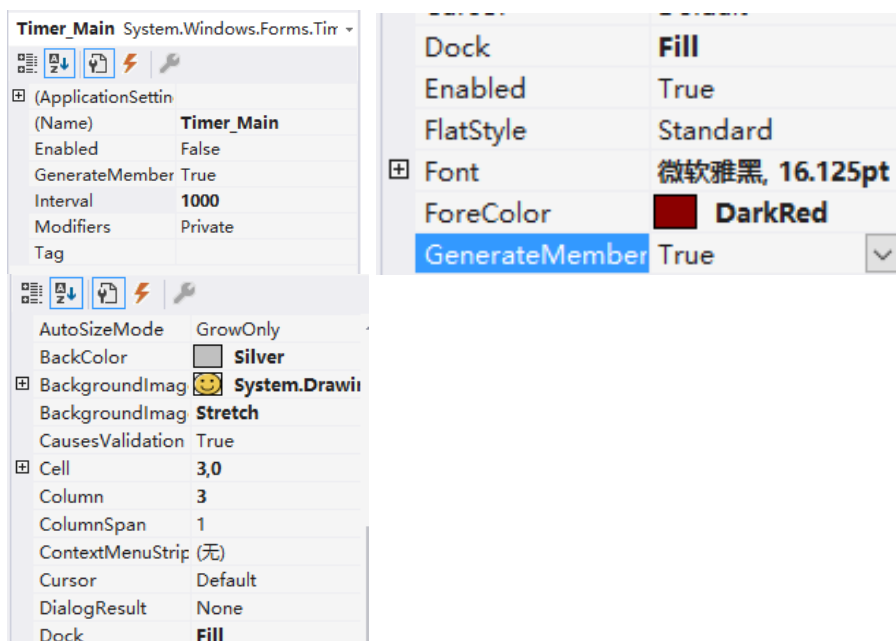 Timer_Main System.Windows.Forms.Tim
(ApplicationSettin
(Name) Timer_Main
Enabled False
GenerateMember True
Interval 1000
Modifiers Private
Tag
AutoSizeMode GrowOnly
BackColor Silver
BackgroundImag System.Drawin
BackgroundImag Stretch
CausesValidation True
Cell 3,0
Column 3
ColumnSpan 1
ContextMenuStrip (无)
Cursor Default
DialogResult None
Dock Fill
Dock Fill
Enabled True
FlatStyle Standard
Font 微软雅黑, 16.125pt
ForeColor DarkRed
GenerateMember True